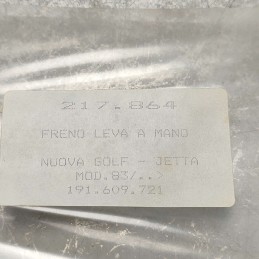 217.864
FRENO LEVA A MANO
NUOVA GOLF - JETTA
MOD.83/..>
191.609.721